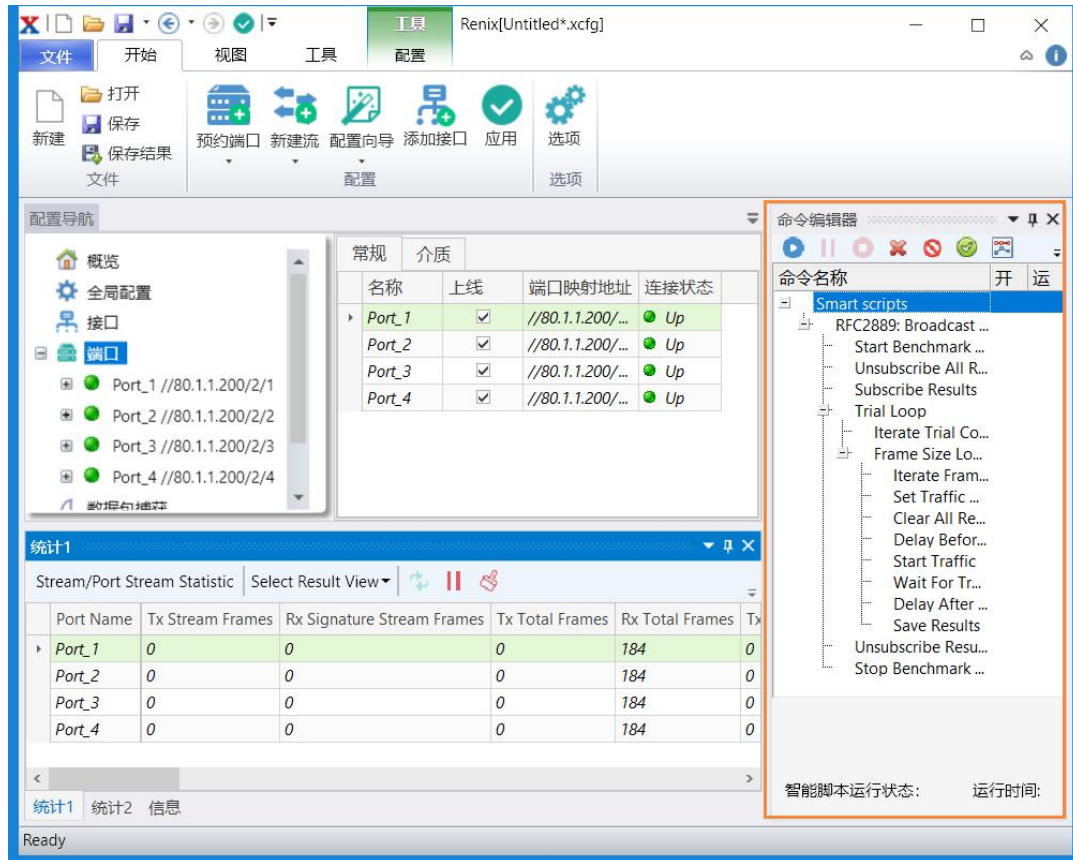 工具
Renix[Untitled*.xcfg]
文件
开始
视图
工具
配置
新建
打开
保存
保存结果
文件
预约端口
新建流
配置向导
添加接口
应用
配置
选项
选项
配置导航
概览
全局配置
接口
端口
Port_1 //80.1.1.200/2/1
Port_2 //80.1.1.200/2/2
Port_3 //80.1.1.200/2/3
Port_4 //80.1.1.200/2/4
数据包捕获
常规 介质
名称 上线 端口映射地址 连接状态
Port_1 //80.1.1.200/... Up
Port_2 //80.1.1.200/... Up
Port_3 //80.1.1.200/... Up
Port_4 //80.1.1.200/... Up
统计1
Stream/Port Stream Statistic Select Result View
Port Name Tx Stream Frames Rx Signature Stream Frames Tx Total Frames Rx Total Frames Tx
Port_1 0 0 0 184 0
Port_2 0 0 0 184 0
Port_3 0 0 0 184 0
Port_4 0 0 0 184 0
统计1 统计2 信息
Ready
命令编辑器
命令名称 开 运
Smart scripts
RFC2889: Broadcast ...
Start Benchmark ...
Unsubscribe All R...
Subscribe Results
Trial Loop
Iterate Trial Co...
Frame Size Lo...
Iterate Fram...
Set Traffic ...
Clear All Re...
Delay Befor...
Start Traffic
Wait For Tr...
Delay After ...
Save Results
Unsubscribe Resu...
Stop Benchmark ...
智能脚本运行状态: 运行时间: